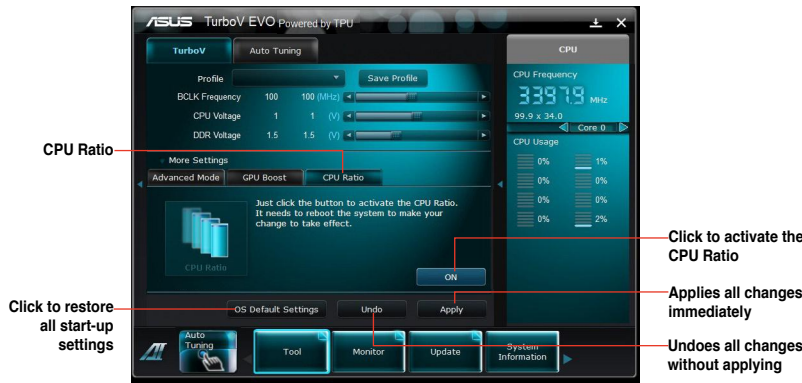 ASUS TurboV EVO Powered by TPU
TurboV Auto Tuning
Profile Save Profile
BCLK Frequency 100 100 (MHz)
CPU Voltage 1 1 (V)
DDR Voltage 1.5 1.5 (V)
More Settings
Advanced Mode GPU Boost CPU Ratio
Just click the button to activate the CPU Ratio.
It needs to reboot the system to make your
change to take effect.
CPU Ratio
ON
OS Default Settings Undo Apply
CPU
CPU Frequency
3397.9 MHz
99.9 x 34.0
Core 0
CPU Usage
0% 1%
0% 0%
0% 0%
0% 2%
Auto
Tuning
Tool
Monitor
Update
System
Information
CPU Ratio
Click to restore
all start-up
settings
Click to activate the
CPU Ratio
Applies all changes
immediately
Undoes all changes
without applying